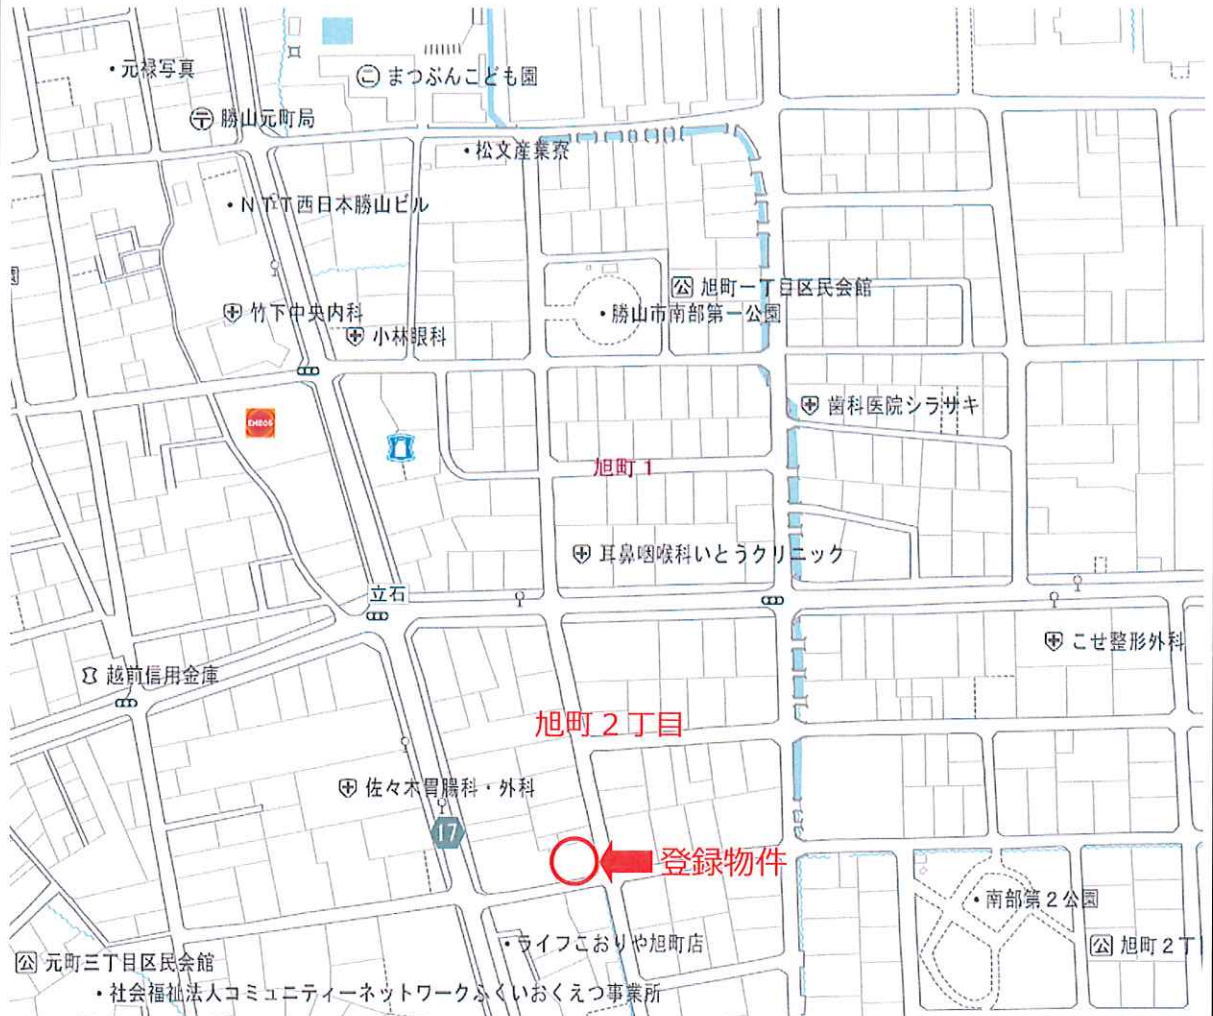 ・元禄写真
まつぶんこども園
勝山元町局
・松文産業寮
・NTT西日本勝山ビル
公 旭町一丁目区民会館
竹下中央内科
・勝山市南部第一公園
小林眼科
歯科医院シラサキ
ENEOS
旭町 1
耳鼻咽喉科いとうクリニック
立石
こせ整形外科
越前信用金庫
旭町２丁目
佐々木胃腸科・外科
17
登録物件
・南部第２公園
・ライフこおりや旭町店
公 旭町２丁
公 元町三丁目区民会館
・社会福祉法人コミュニティーネットワークふくいおくえつ事業所